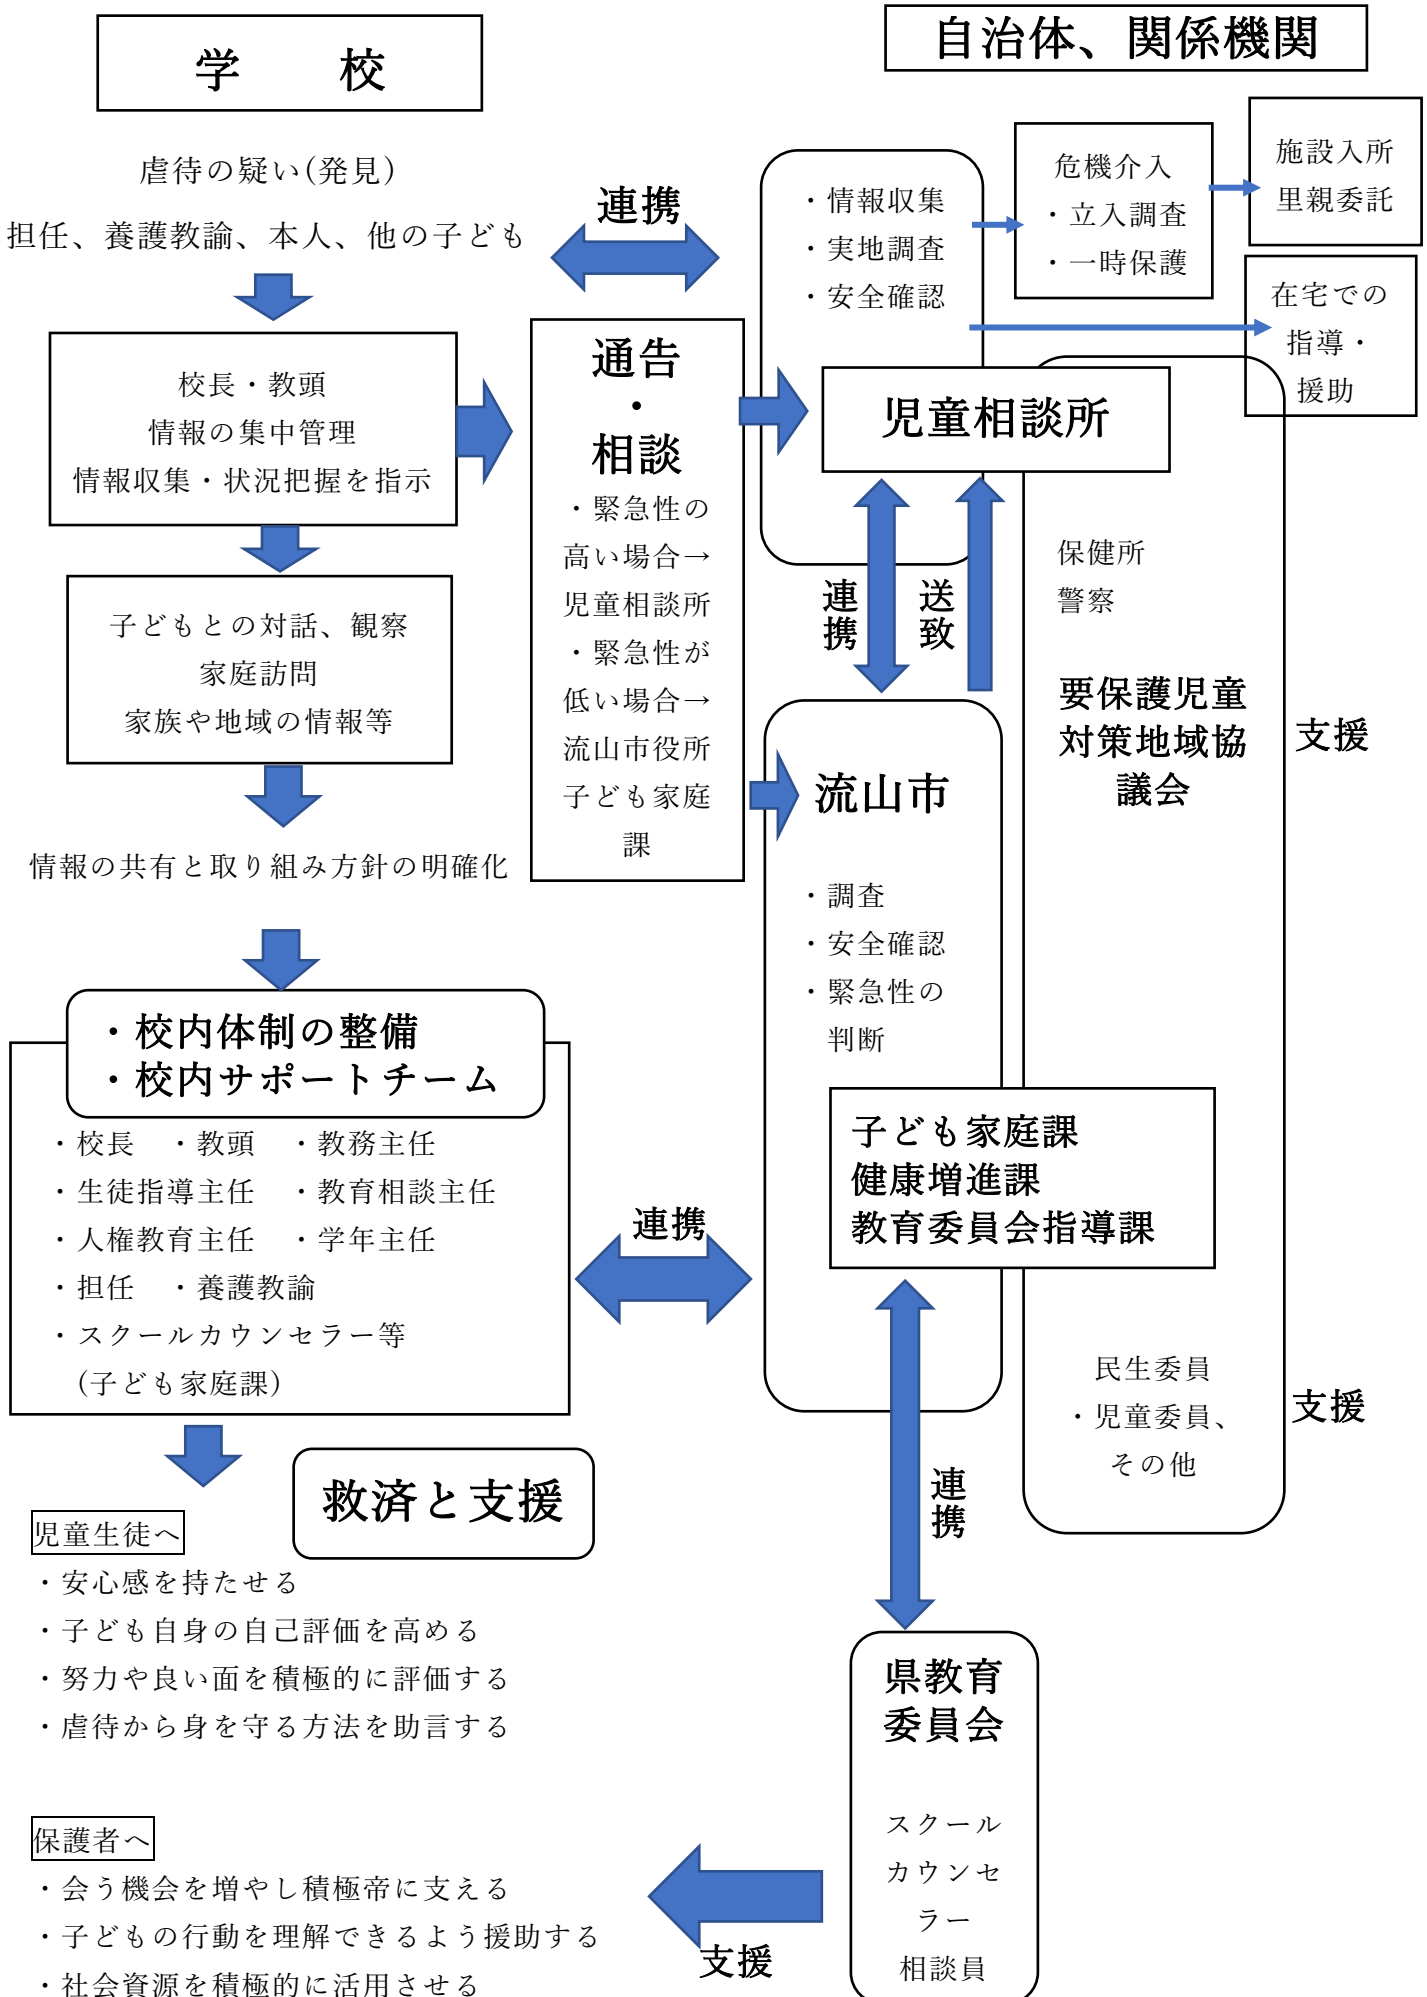 学　校
虐待の疑い(発見)
担任、養護教諭、本人、他の子ども
校長・教頭
情報の集中管理
情報収集・状況把握を指示
子どもとの対話、観察
家庭訪問
家族や地域の情報等
情報の共有と取り組み方針の明確化
・校内体制の整備
・校内サポートチーム
・校長　・教頭　・教務主任
・生徒指導主任　・教育相談主任
・人権教育主任　・学年主任
・担任　・養護教諭
・スクールカウンセラー等
(子ども家庭課)
救済と支援
児童生徒へ
・安心感を持たせる
・子ども自身の自己評価を高める
・努力や良い面を積極的に評価する
・虐待から身を守る方法を助言する
保護者へ
・会う機会を増やし積極帝に支える
・子どもの行動を理解できるよう援助する
・社会資源を積極的に活用させる
連携
通告
・
相談
・緊急性の
高い場合→
児童相談所
・緊急性が
低い場合→
流山市役所
子ども家庭
課
連携
自治体、関係機関
・情報収集
・実地調査
・安全確認
危機介入
・立入調査
・一時保護
施設入所
里親委託
在宅での
指導・
援助
児童相談所
連携
送致
保健所
警察
要保護児童
対策地域協
議会
支援
流山市
・調査
・安全確認
・緊急性の
判断
子ども家庭課
健康増進課
教育委員会指導課
民生委員
・児童委員、
その他
支援
連携
県教育
委員会
スクール
カウンセ
ラー
相談員
支援